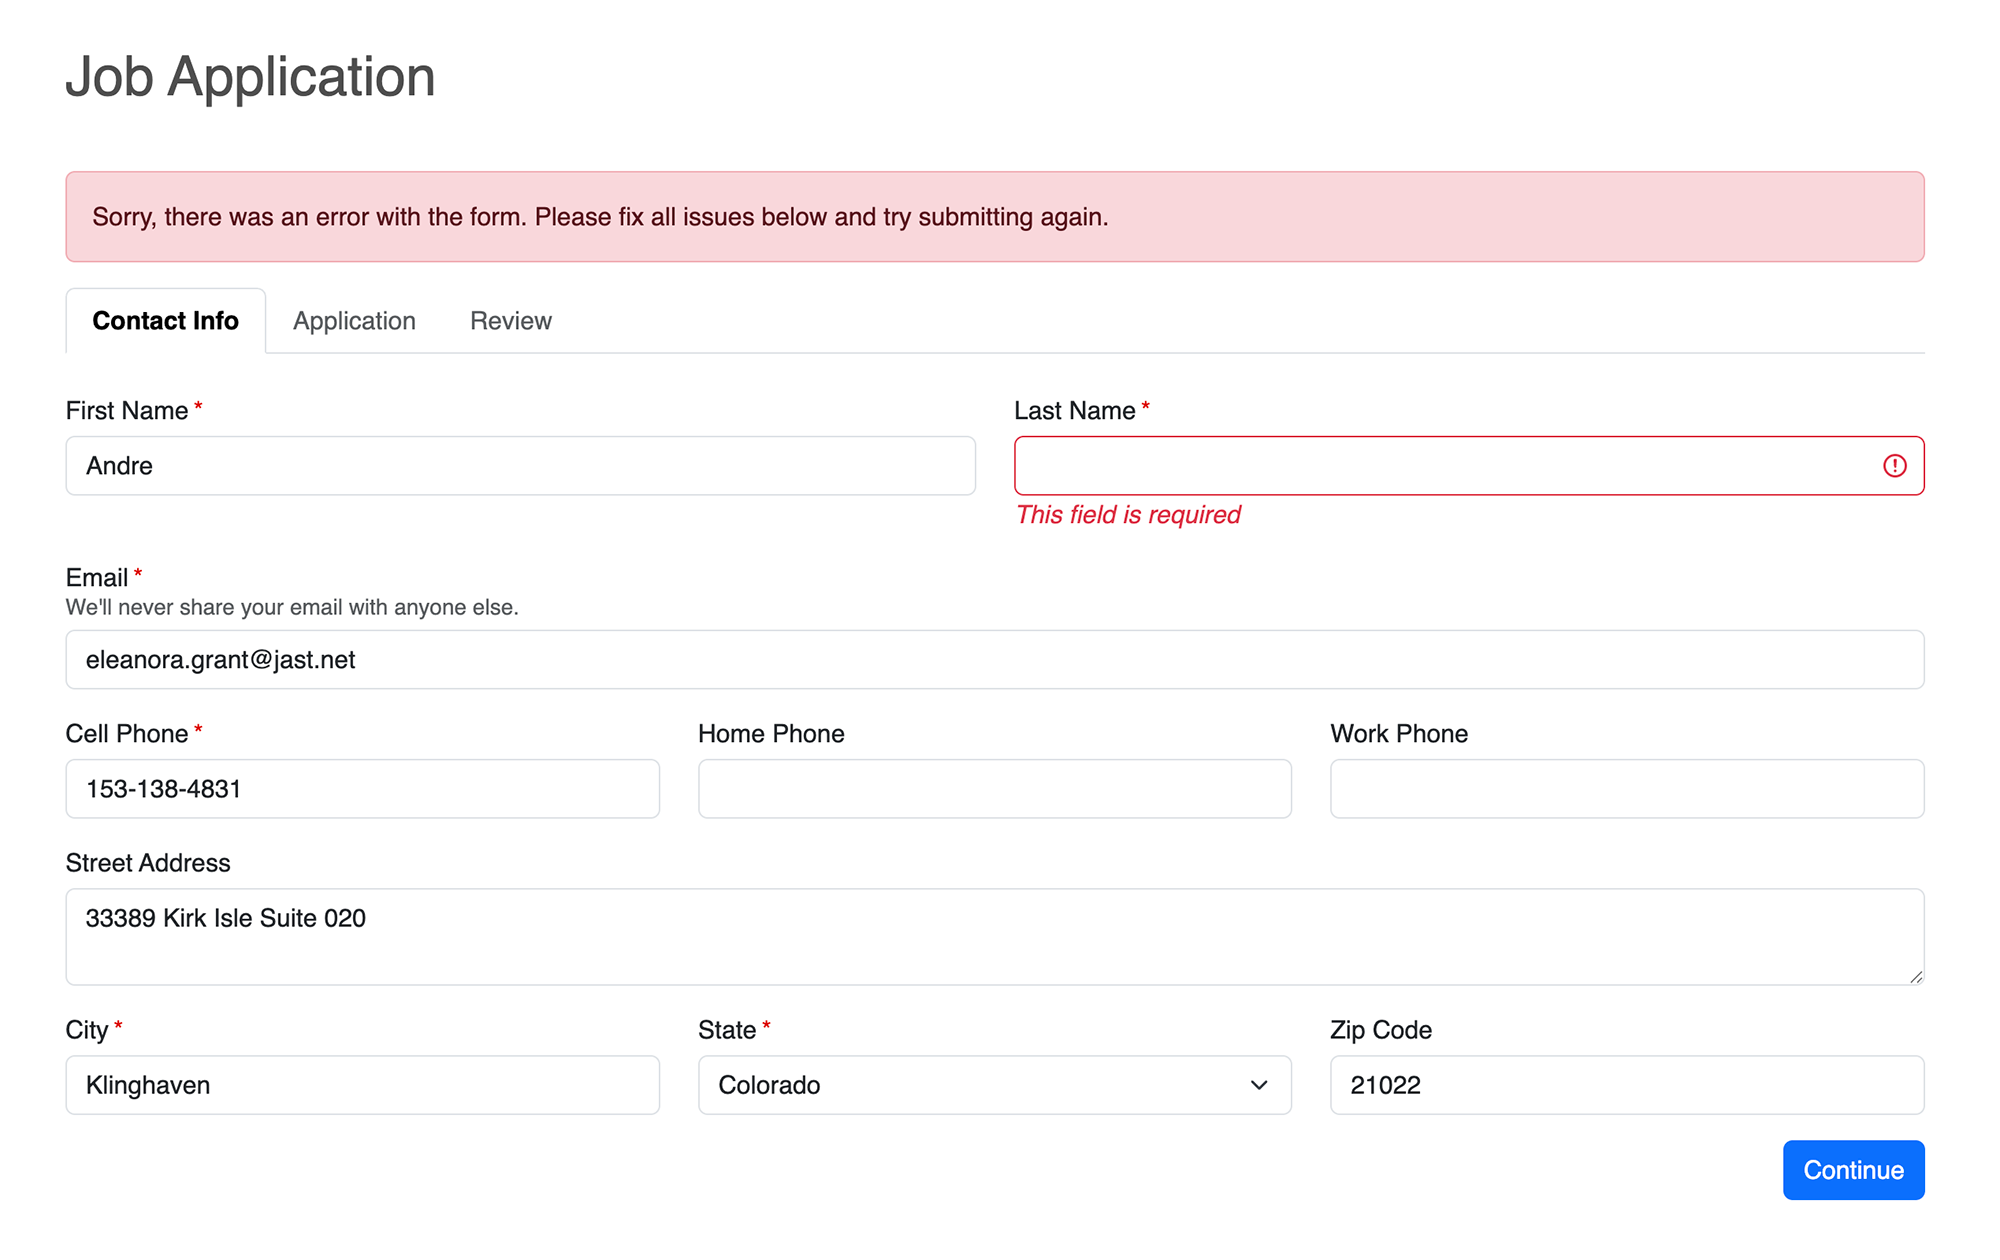 Job Application
Sorry, there was an error with the form. Please fix all issues below and try submitting again.
Contact Info Application Review
First Name * Last Name *
Andre
This field is required
Email *
We'll never share your email with anyone else.
eleanora.grant@jast.net
Cell Phone * Home Phone Work Phone
153-138-4831
Street Address
33389 Kirk Isle Suite 020
City * State * Zip Code
Klinghaven Colorado 21022
Continue